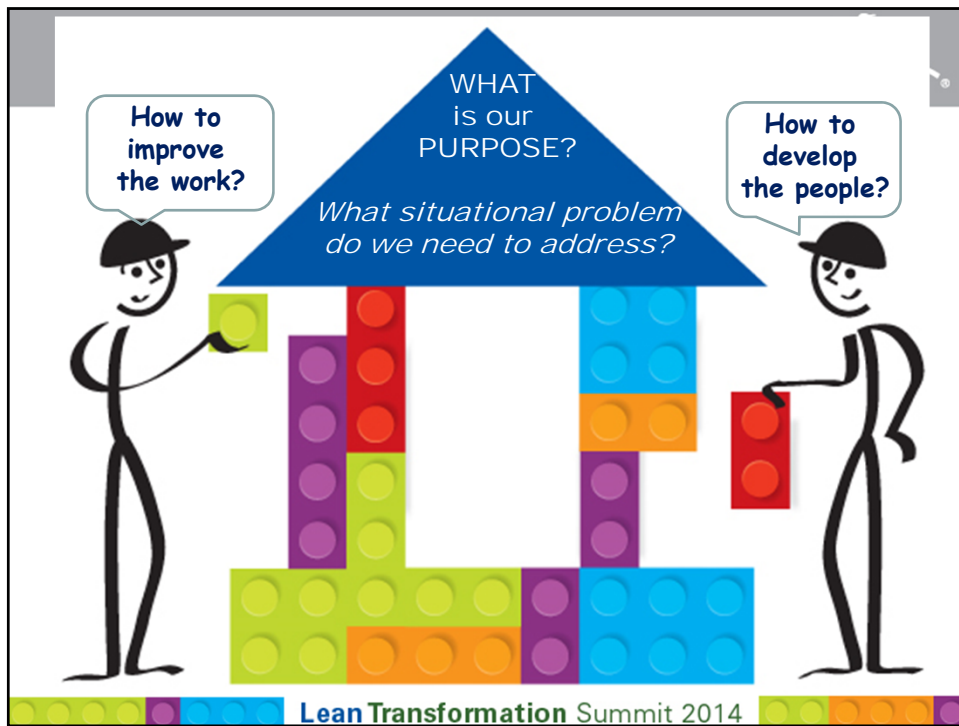 WHAT
is our
PURPOSE?
What situational problem
do we need to address?
How to
improve
the work?
How to
develop
the people?
Lean Transformation Summit 2014